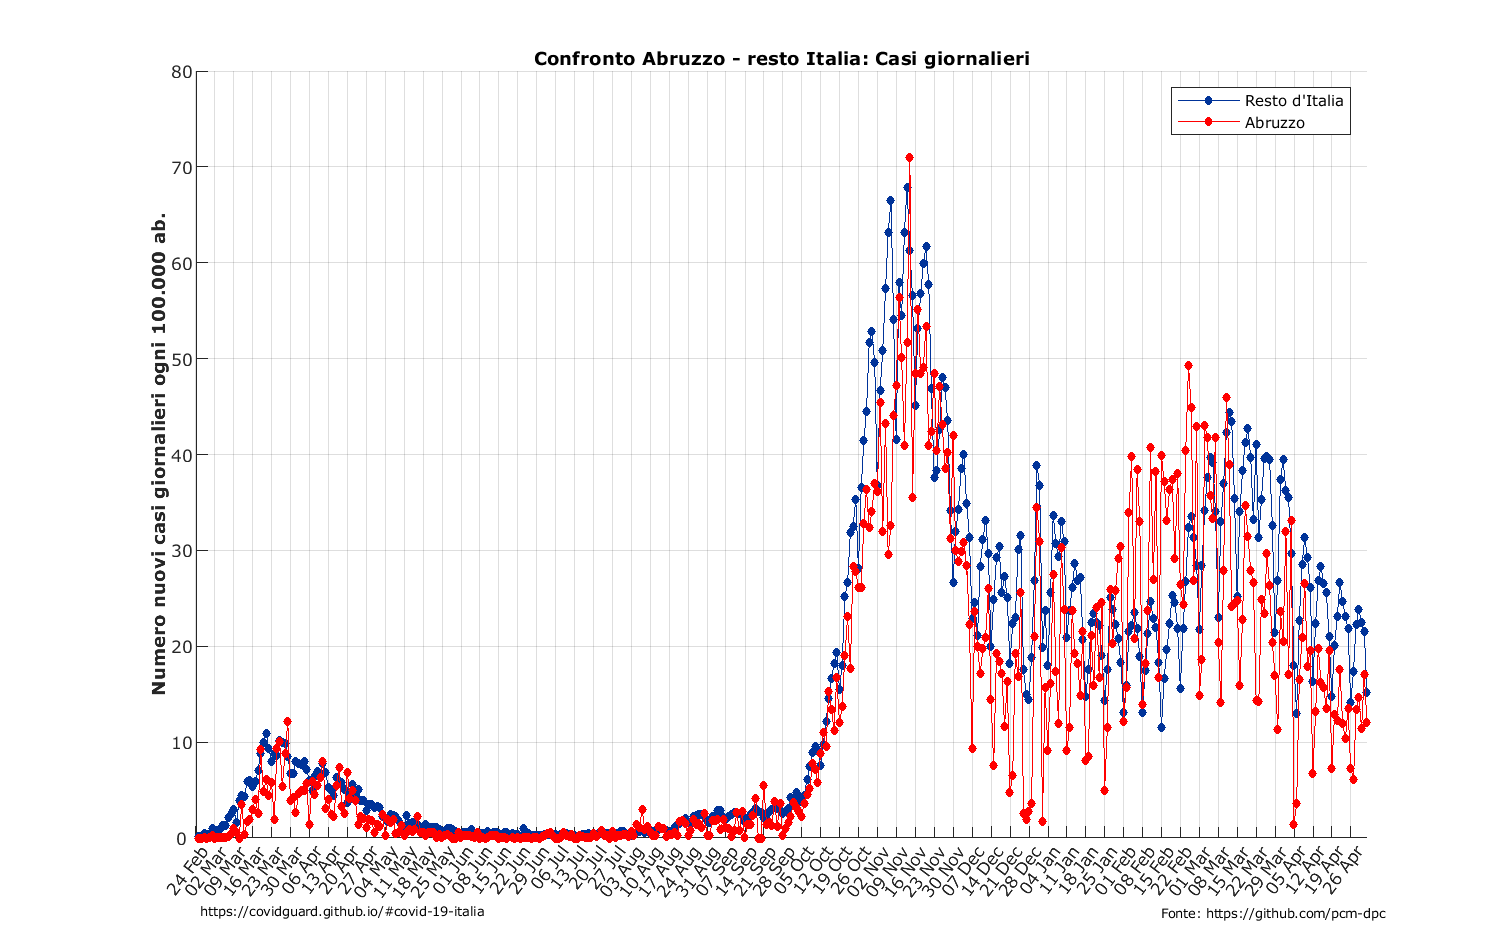 Confronto Abruzzo - resto Italia: Casi giornalieri
Resto d'Italia
Abruzzo
Numero nuovi casi giornalieri ogni 100.000 ab.
80
70
60
50
40
30
20
10
0
24 Feb
02 Mar
09 Mar
16 Mar
23 Mar
30 Mar
06 Apr
13 Apr
20 Apr
27 Apr
04 May
11 May
18 May
25 May
01 Jun
08 Jun
15 Jun
22 Jun
29 Jun
06 Jul
13 Jul
20 Jul
27 Jul
03 Aug
10 Aug
17 Aug
24 Aug
31 Aug
07 Sep
14 Sep
21 Sep
28 Sep
05 Oct
12 Oct
19 Oct
26 Oct
02 Nov
09 Nov
16 Nov
23 Nov
30 Nov
07 Dec
14 Dec
21 Dec
28 Dec
04 Jan
11 Jan
18 Jan
25 Jan
01 Feb
08 Feb
15 Feb
22 Feb
01 Mar
08 Mar
15 Mar
22 Mar
29 Mar
05 Apr
12 Apr
19 Apr
26 Apr
https://covidguard.github.io/#covid-19-italia
Fonte: https://github.com/pcm-dpc